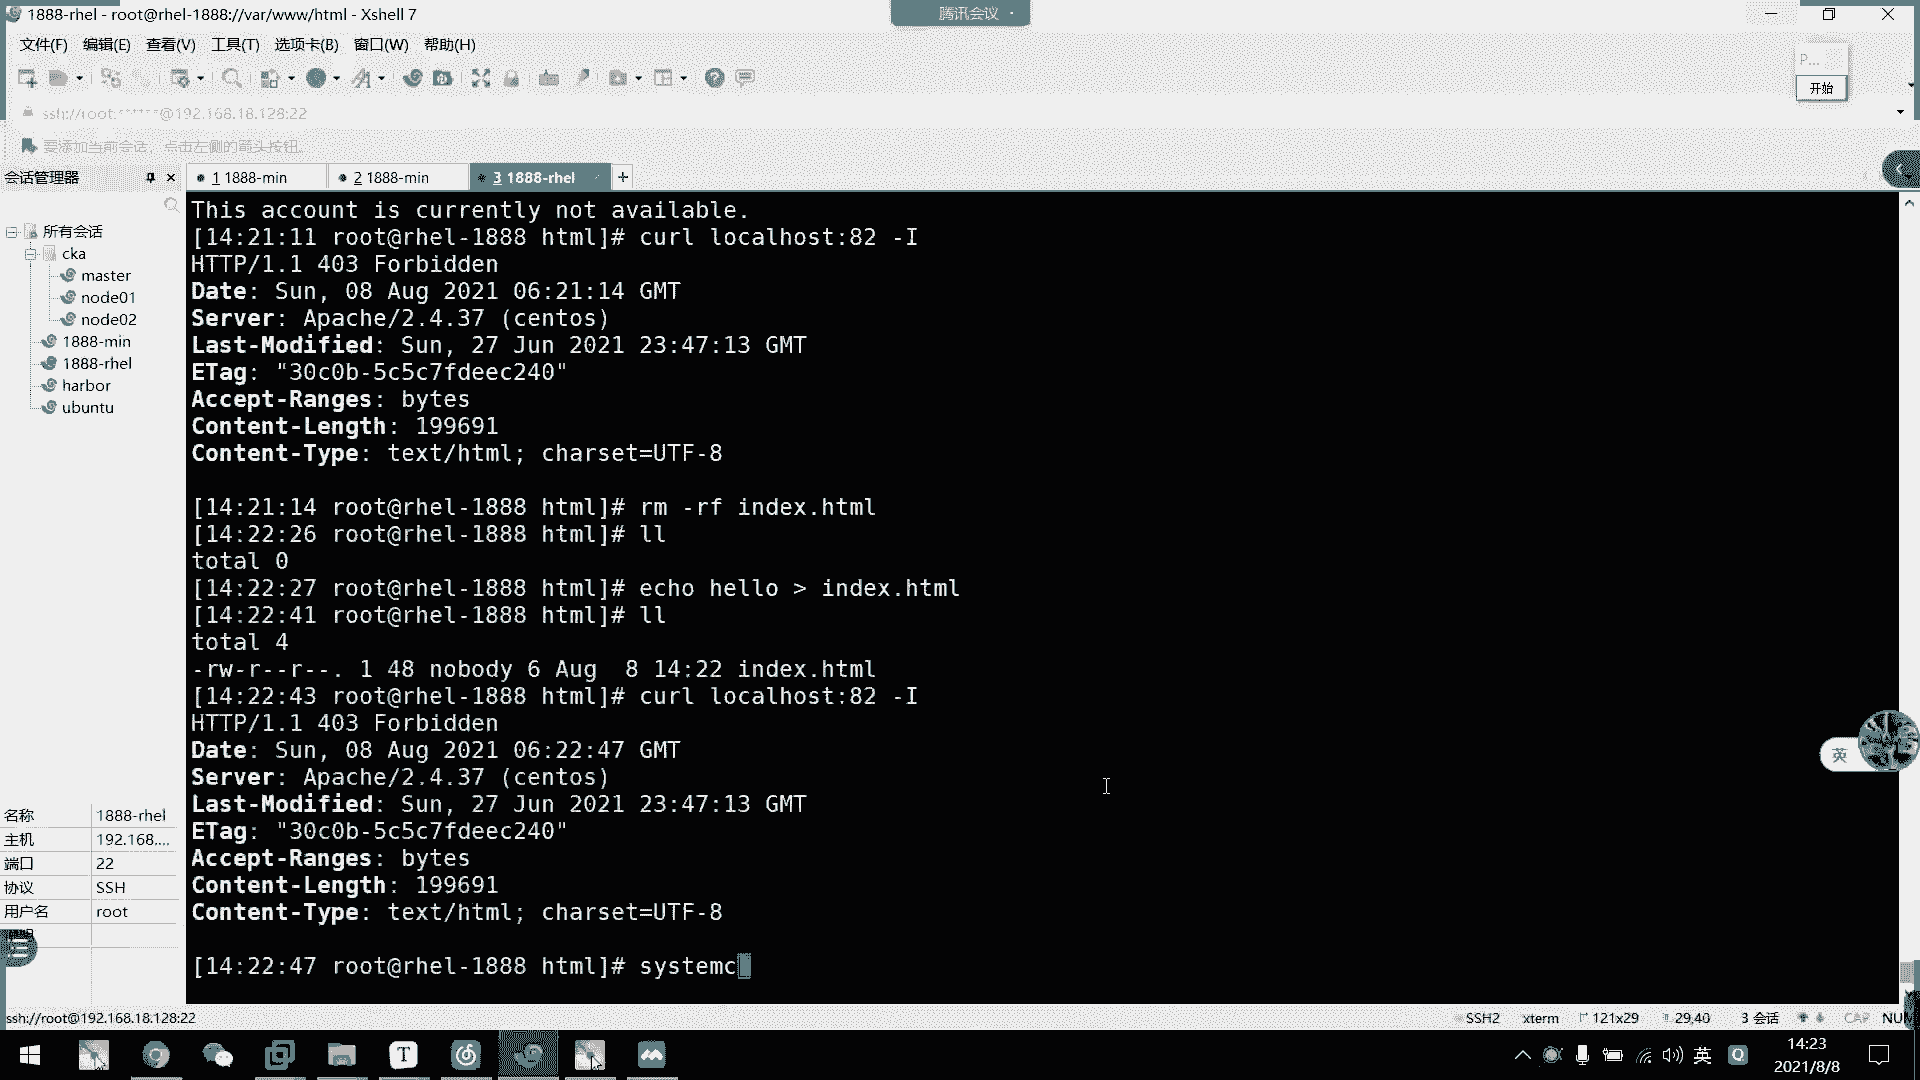 1888-rhel - root@rhel-1888://var/www/html - Xshell 7
腾讯会议
文件(F) 编辑(E) 查看(V) 工具(T) 选项卡(B) 窗口(W) 帮助(H)
P...
开始
ssh://root:******@192.168.18.128:22
要添加当前会话，点击左侧的箭头按钮。
会话管理器
1 1888-min
2 1888-min
3 1888-rhel
所有会话
cka
master
node01
node02
1888-min
1888-rhel
harbor
ubuntu
This account is currently not available.
[14:21:11 root@rhel-1888 html]# curl localhost:82 -I
HTTP/1.1 403 Forbidden
Date: Sun, 08 Aug 2021 06:21:14 GMT
Server: Apache/2.4.37 (centos)
Last-Modified: Sun, 27 Jun 2021 23:47:13 GMT
ETag: "30c0b-5c5c7fdeec240"
Accept-Ranges: bytes
Content-Length: 199691
Content-Type: text/html; charset=UTF-8
[14:21:14 root@rhel-1888 html]# rm -rf index.html
[14:22:26 root@rhel-1888 html]# ll
total 0
[14:22:27 root@rhel-1888 html]# echo hello > index.html
[14:22:41 root@rhel-1888 html]# ll
total 4
-rw-r--r--. 1 48 nobody 6 Aug  8 14:22 index.html
[14:22:43 root@rhel-1888 html]# curl localhost:82 -I
HTTP/1.1 403 Forbidden
Date: Sun, 08 Aug 2021 06:22:47 GMT
Server: Apache/2.4.37 (centos)
Last-Modified: Sun, 27 Jun 2021 23:47:13 GMT
ETag: "30c0b-5c5c7fdeec240"
Accept-Ranges: bytes
Content-Length: 199691
Content-Type: text/html; charset=UTF-8
[14:22:47 root@rhel-1888 html]# systemc
英
名称 1888-rhel
主机 192.168....
端口 22
协议 SSH
用户名 root
ssh://root@192.168.18.128:22
SSH2 xterm 121x29 29,40 3 会话 CAP NUM
英
14:23
2021/8/8